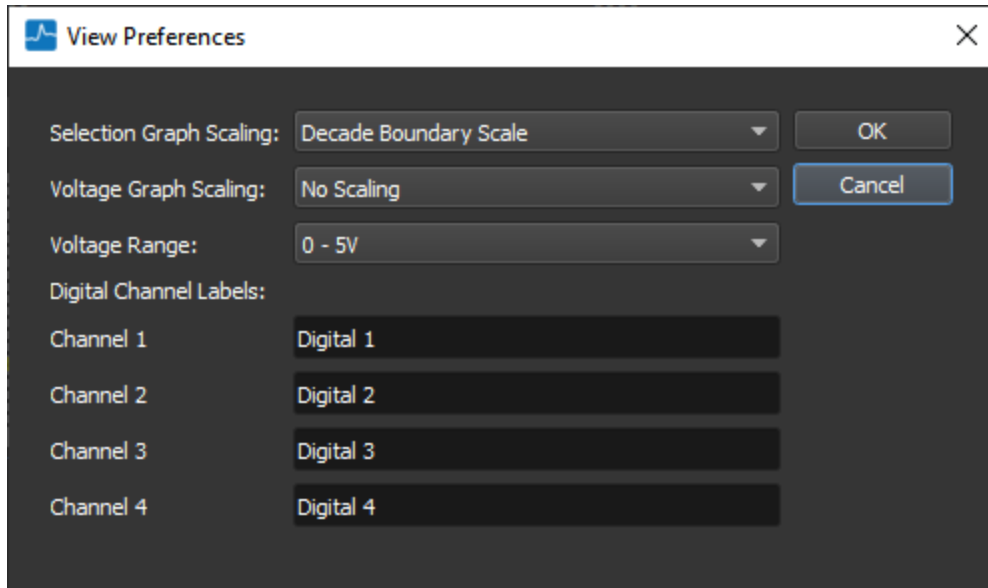 View Preferences
Selection Graph Scaling: Decade Boundary Scale OK
Voltage Graph Scaling: No Scaling Cancel
Voltage Range: 0 - 5V
Digital Channel Labels:
Channel 1 Digital 1
Channel 2 Digital 2
Channel 3 Digital 3
Channel 4 Digital 4